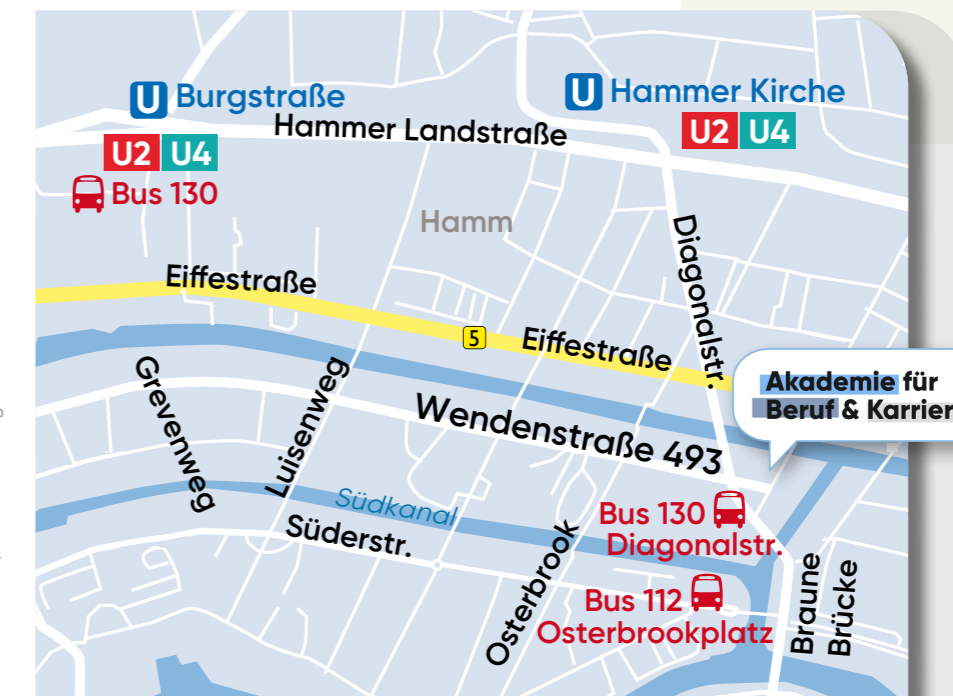 U Burgstraße
U Hammer Kirche
Hammer Landstraße
U2 U4
U2 U4
Bus 130
Hamm
Diagonalstr.
Eiffestraße
5
Eiffestraße
Akademie für
Beruf & Karrier
Grevenweg
Luisenweg
Wendenstraße 493
Südkanal
Süderstr.
Osterbrook
Bus 130
Diagonalstr.
Bus 112
Osterbrookplatz
Braune
Brücke